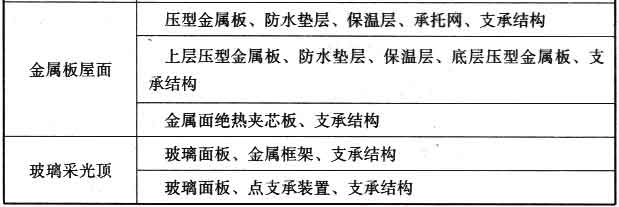 压型金属板、防水垫层、保温层、承托网、支承结构
金属板屋面
上层压型金属板、防水垫层、保温层、底层压型金属板、支
承结构
金属面绝热夹芯板、支承结构
玻璃采光顶
玻璃面板、金属框架、支承结构
玻璃面板、点支承装置、支承结构